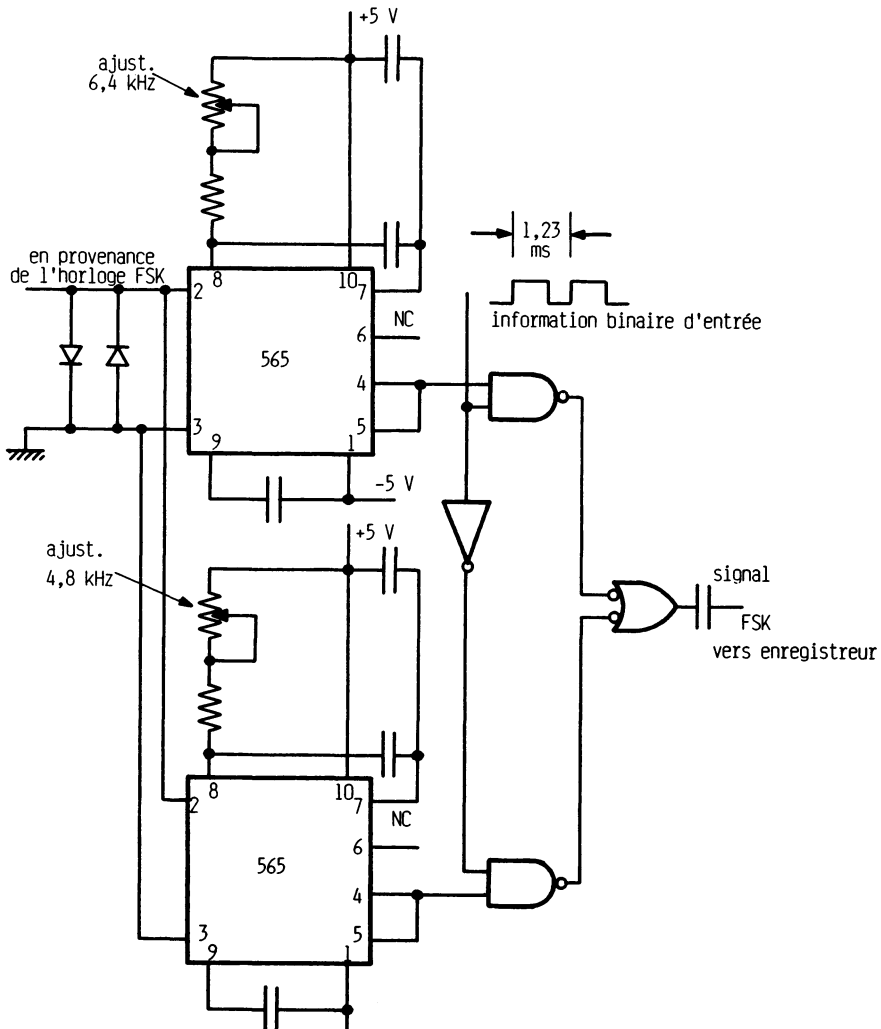 +5 V
ajust.
6,4 kHz
1,23
ms
en provenance
de l'horloge FSK
8
10
2
7
NC
information binaire d'entrée
6
565
4
3
5
9
1
-5 V
+5 V
ajust.
4,8 kHz
signal
FSK
vers enregistreur
8
10
2
7
NC
6
565
4
3
5
9
1